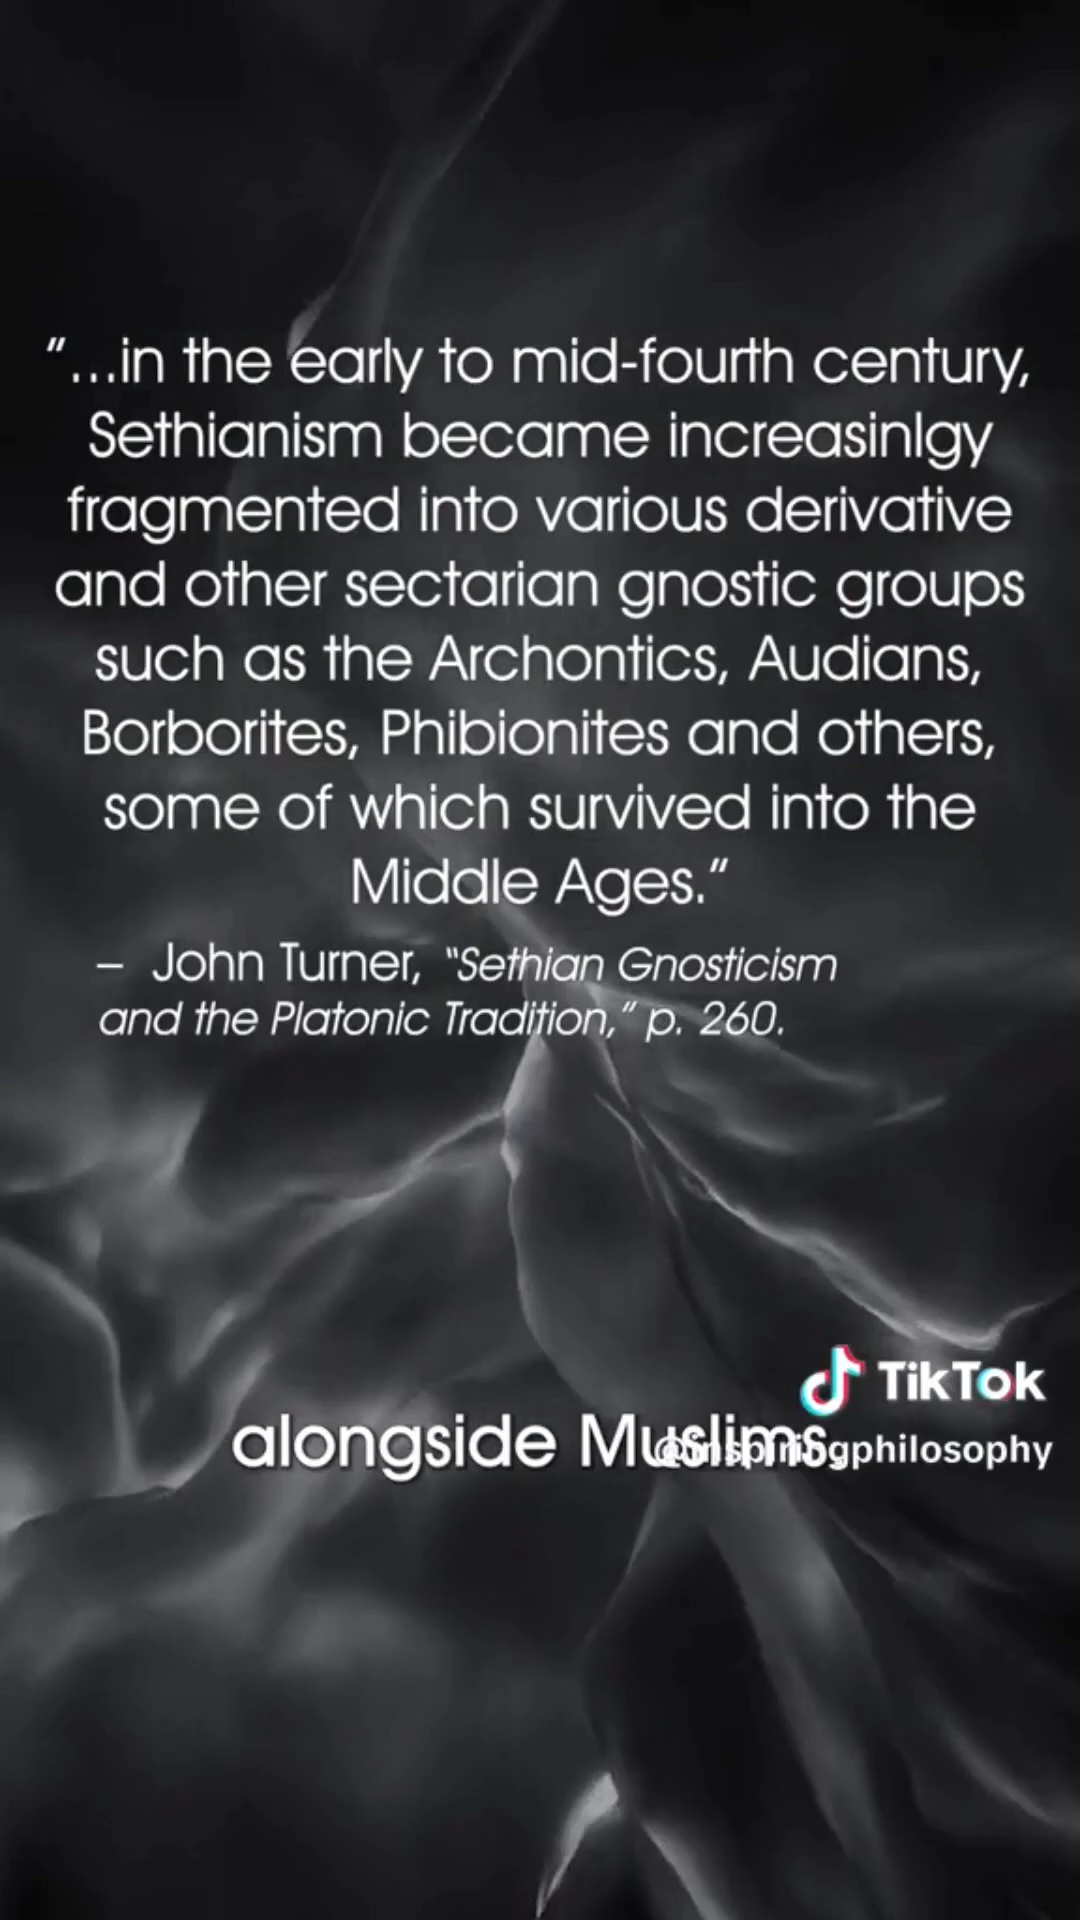 "...in the early to mid-fourth century,
Sethianism became increasinlgy
fragmented into various derivative
and other sectarian gnostic groups
such as the Archontics, Audians,
Borborites, Phibionites and others,
some of which survived into the
Middle Ages."
– John Turner, "Sethian Gnosticism
and the Platonic Tradition," p. 260.
TikTok
alongside Muslims
@inspiringphilosophy